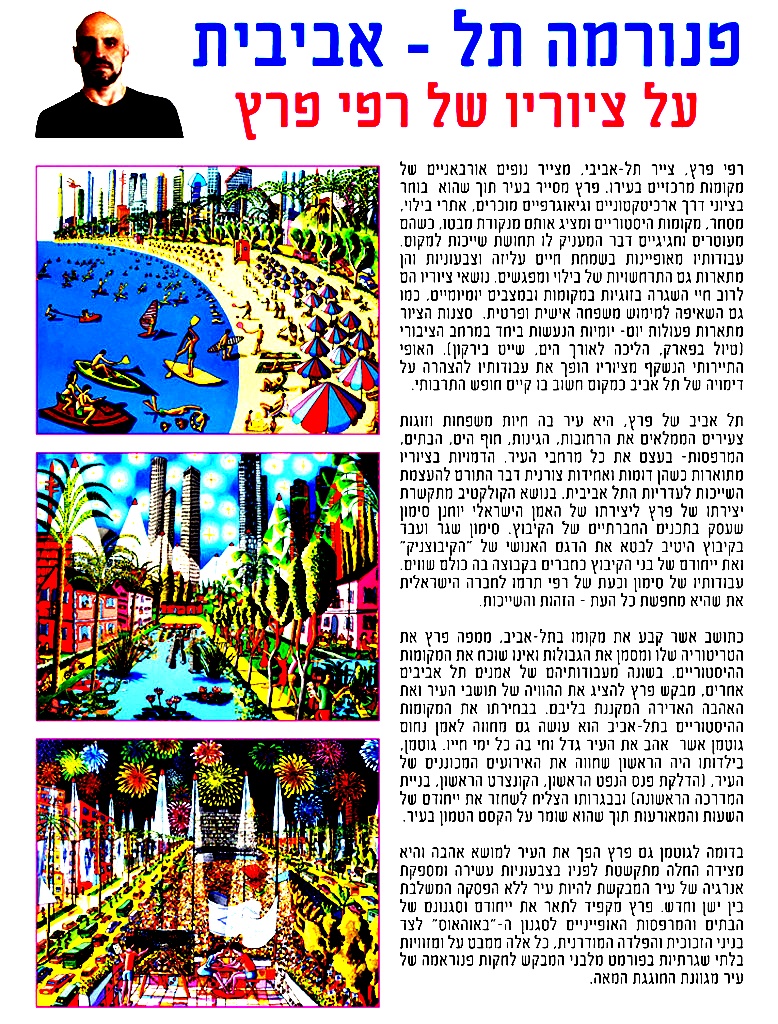 פנורמה תל - אביבית
על ציוריו של רפי פרץ
רפי פרץ, צייר תל-אביבי, מצייר נופים אורבאניים של
מקומות מרכזיים בעירו. פרץ מסייר בעיר תוך שהוא בוחר
בציוני דרך ארכיטקטוניים וגיאוגרפיים מוכרים, אתרי בילוי,
מסחר, מקומות היסטוריים ומציג אותם מנקודת מבטו, כשהם
מעוטרים וחגיגיים דבר המעניק לו תחושת שייכות למקום.
עבודותיו מאופיינות בשמחת חיים עליזה וצבעוניות והן
מתארות גם התרחשויות של בילוי ומפגשים. נושאי ציוריו הם
לרוב חיי השגרה בזוגיות במקומות ובמצבים יומיומיים, כמו
גם השאיפה למימוש משפחה אישית ופרטית. סצנות הציור
מתארות פעולות יום- יומיות הנעשות ביחד במרחב הציבורי
(טיול בפארק, הליכה לאורך הים, שייט בירקון). האופי
התיירותי הנשקף מציוריו הופך את עבודותיו להצהרה על
דימויה של תל אביב כמקום חשוב בו קיים חופש התרבותי.
תל אביב של פרץ, היא עיר בה חיות משפחות וזוגות
צעירים הממלאים את הרחובות, הגינות, חוף הים, הבתים,
המרפסות- בעצם את כל מרחבי העיר. הדמויות בציוריו
מתוארות כשהן דומות ואחידות צורנית דבר התורם להעצמת
השייכות לעדריות התל אביבית. בנושא הקולקטיב מתקשרת
יצירתו של פרץ ליצירתו של האמן הישראלי יוחנן סימון
שעסק בתכנים החברתיים של הקיבוץ. סימון שגר ועבד
בקיבוץ היטיב לבטא את הדגם האנושי של "הקיבוצניק"
ואת ייחודם של בני הקיבוץ כחברים בקבוצה בה כולם שווים.
עבודותיו של סימון וכעת של רפי תרמו לחברה הישראלית
את שהיא מחפשת כל העת - הזהות והשייכות.
כתושב אשר קבע את מקומו בתל-אביב, ממפה פרץ את
הטריטוריה שלו ומסמן את הגבולות ואינו שוכח את המקומות
ההיסטוריים. בשונה מעבודותיהם של אמנים תל אביבים
אחרים, מבקש פרץ להציג את ההוויה של תושבי העיר ואת
האהבה האדירה המקננת בליבם. בבחירתו את המקומות
ההיסטוריים בתל-אביב הוא עושה גם מחווה לאמן נחום
גוטמן אשר אהב את העיר גדל וחי בה כל ימי חייו. גוטמן,
בילדותו היה הראשון שחווה את האירועים המכוננים של
העיר, (הדלקת פנס הנפט הראשון, הקונצרט הראשון, בניית
המדרכה הראשונה) ובבגרותו הצליח לשחזר את ייחודם של
השעות והמאורעות תוך שהוא שומר על הקסם הטמון בעיר.
בדומה לגוטמן גם פרץ הפך את העיר למושא אהבה והיא
מצידה החלה מתקשטת לפניו בצבעוניות עשירה ומספקת
אנרגיה של עיר המבקשת להיות עיר ללא הפסקה המשלבת
בין ישן וחדש. פרץ מקפיד לתאר את ייחודם וסגנונם של
הבתים והמרפסות האופייניים לסגנון ה-"באוהאוס" לצד
בניני הזכוכית והפלדה המודרנית, כל אלה ממבט על ומזוויות
בלתי שגרתיות בפורמט מלבני המבקש לחקות פנוראמה של
עיר מגוונת החוגגת המאה.